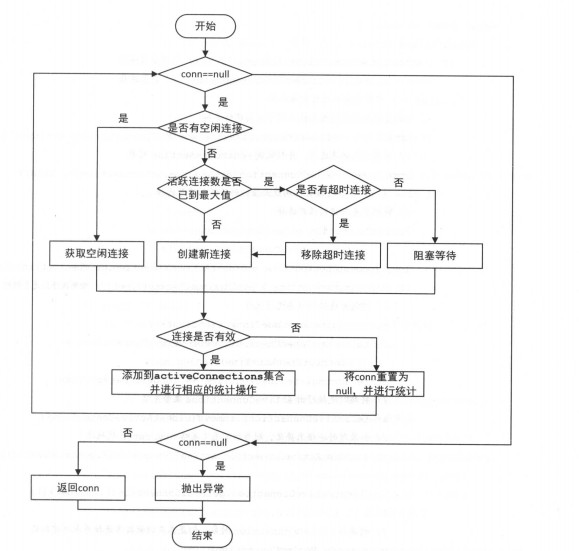 开始
conn==null
是
是
是否有空闲连接
否
活跃连接数是否
已到最大值
是
是否有超时连接
否
否
是
获取空闲连接
创建新连接
移除超时连接
阻塞等待
连接是否有效
否
是
添加到activeConnections集合
并进行相应的统计操作
将conn重置为
null，并进行统计
否
conn==null
是
返回conn
抛出异常
结束